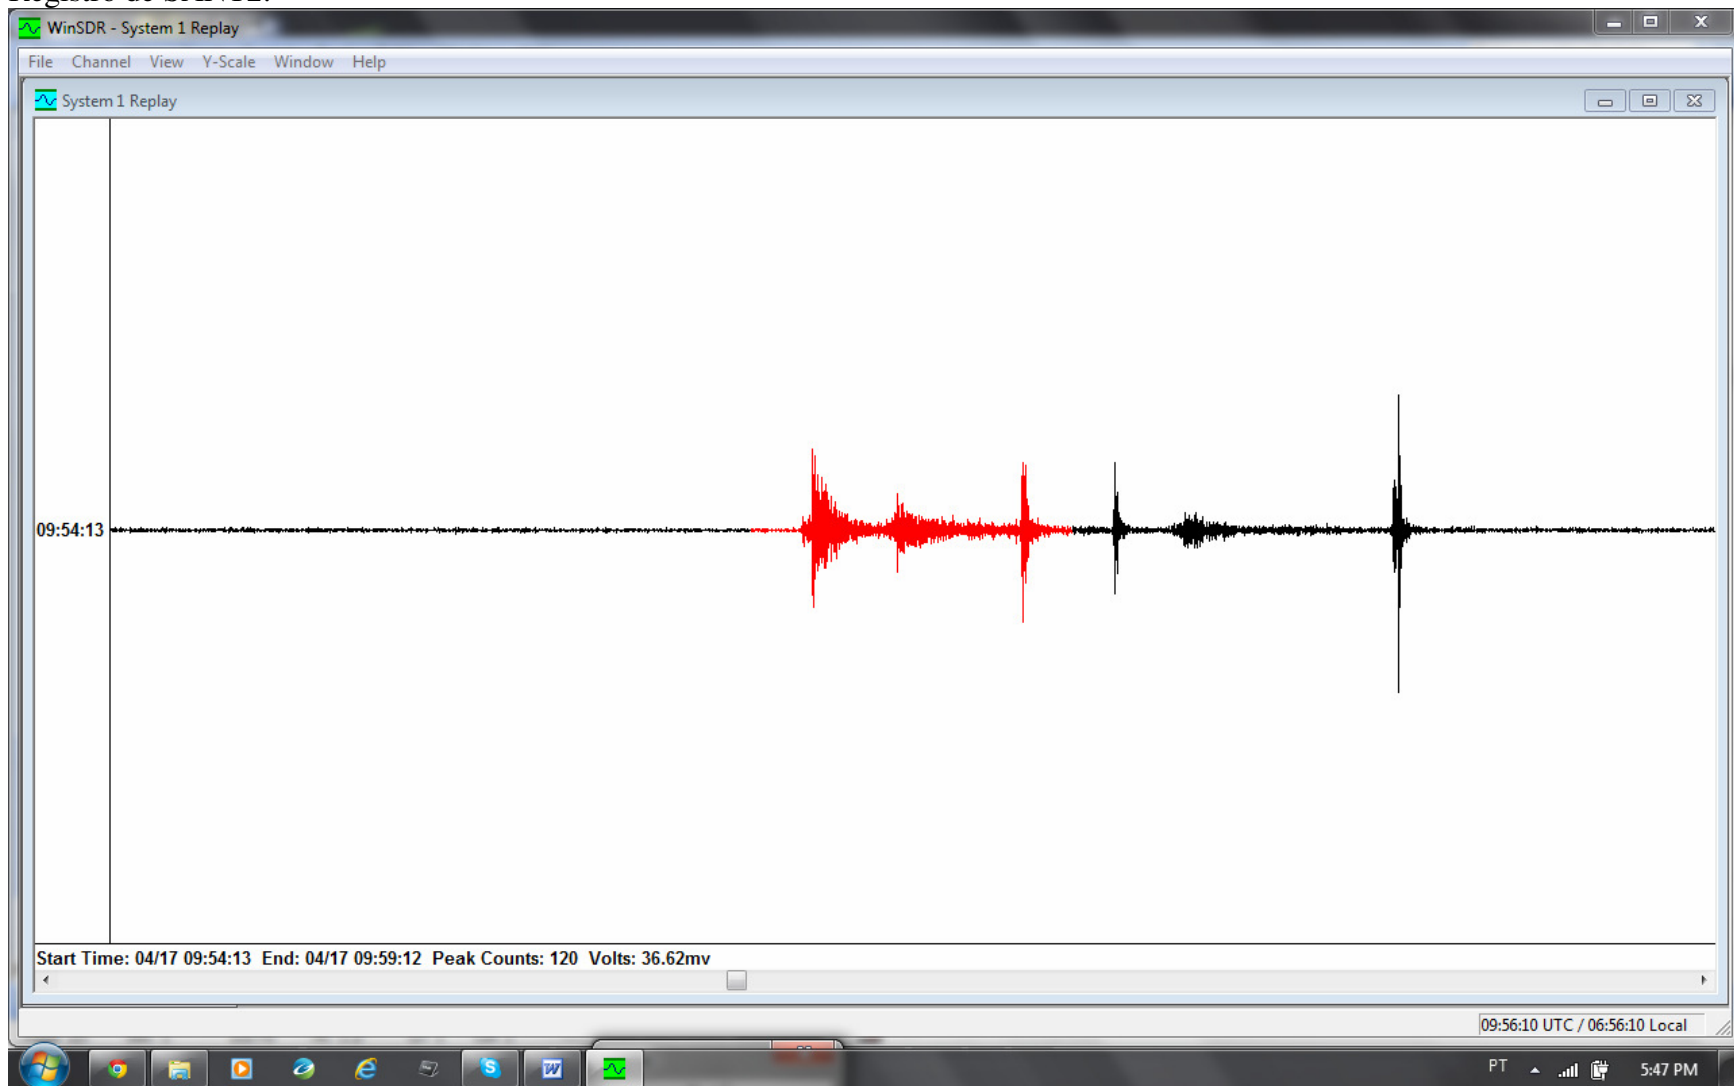 WinSDR - System 1 Replay
File Channel View Y-Scale Window Help
System 1 Replay
09:54:13
Start Time: 04/17 09:54:13 End: 04/17 09:59:12 Peak Counts: 120 Volts: 36.62mv
09:56:10 UTC / 06:56:10 Local
PT 5:47 PM